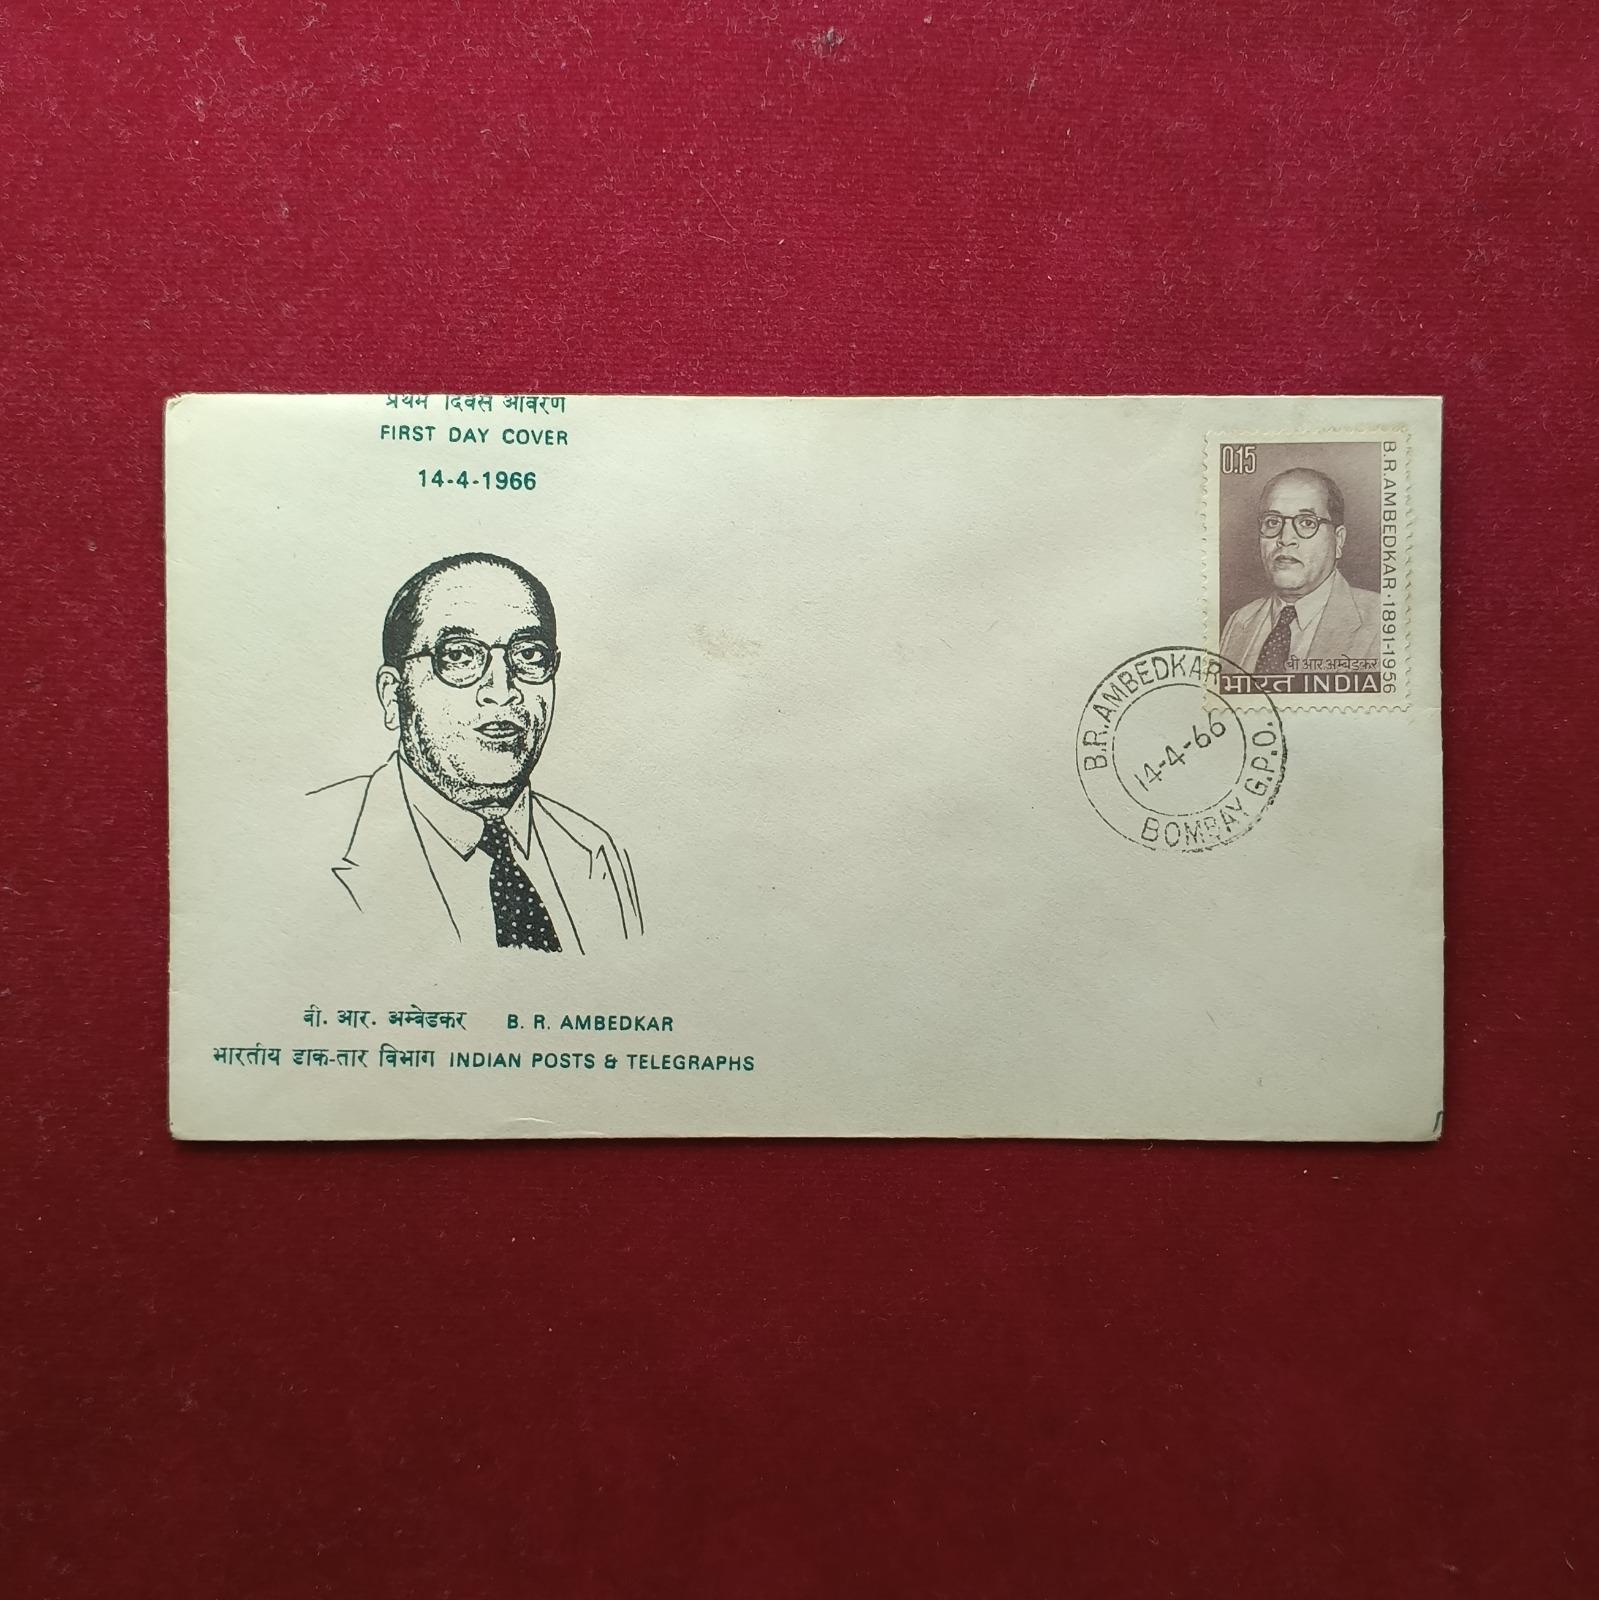 प्रथम दिवस आवरण
FIRST DAY COVER
14-4-1966
0.15
B.R.AMBEDKAR·1891-1956
बी.आर.अम्बेडकर
भारत INDIA
B.R.AMBEDKAR
14-4-66
BOMBAY G.P.O.
बी. आर. अम्बेडकर B. R. AMBEDKAR
भारतीय डाक-तार विभाग INDIAN POSTS & TELEGRAPHS